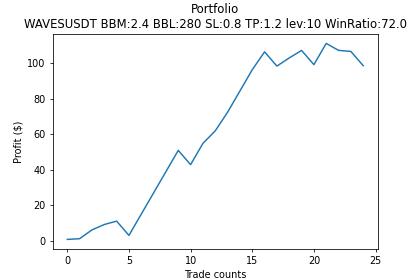 Portfolio
WAVESUSDT BBM:2.4 BBL:280 SL:0.8 TP:1.2 lev:10 WinRatio:72.0
Profit ($)
100
80
60
40
20
0
0 5 10 15 20 25
Trade counts